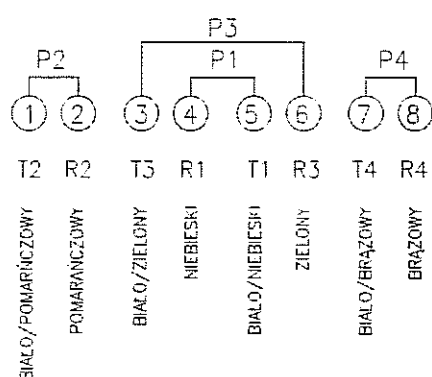 P3
P2 P1 P4
1 2 3 4 5 6 7 8
T2 R2 T3 R1 T1 R3 T4 R4
BIAŁO/POMARŃCZOWY
POMARAŃCZOWY
BIAŁO/ZIELONY
NIEBIESKI
BIAŁO/NIEBIESKI
ZIELONY
BIAŁO/BRĄZOWY
BRĄZOWY